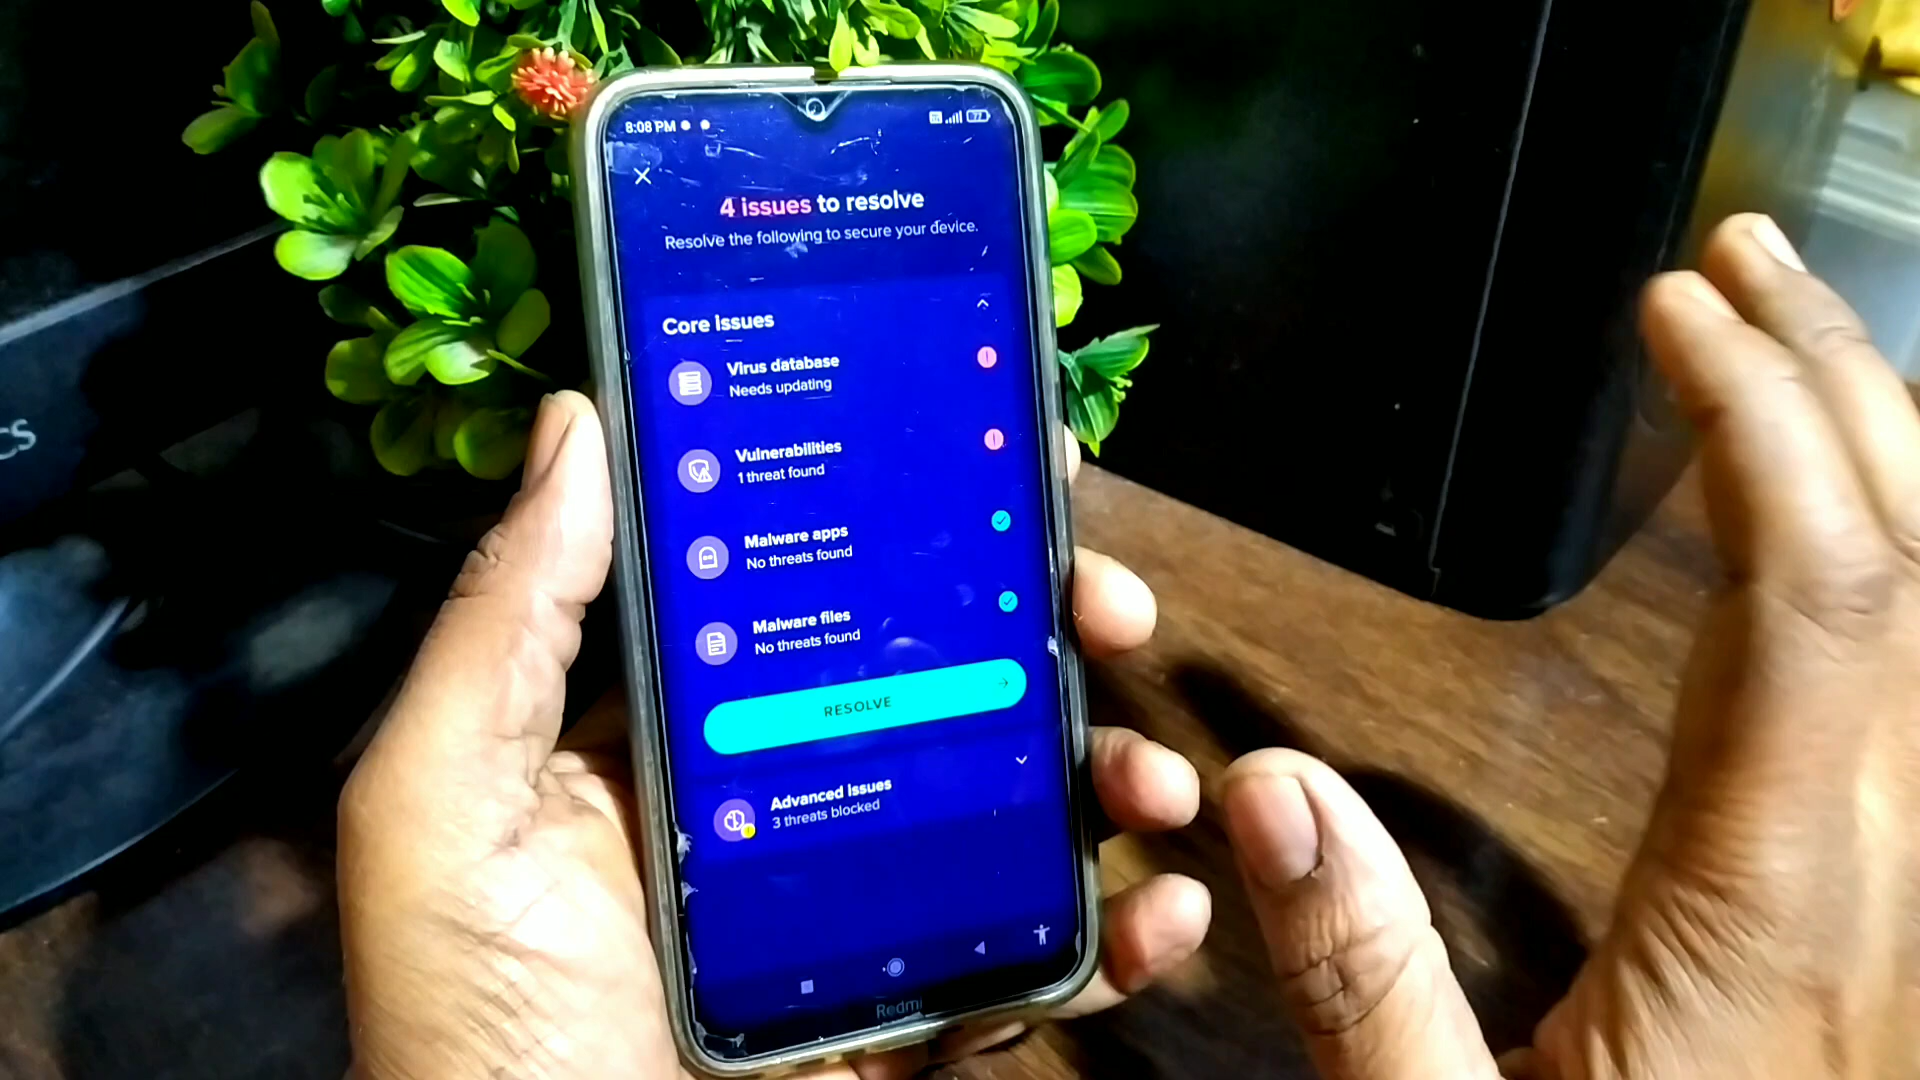 8:08 PM
77
4 issues to resolve
Resolve the following to secure your device.
Core issues
Virus database
Needs updating
Vulnerabilities
1 threat found
Malware apps
No threats found
Malware files
No threats found
RESOLVE
Advanced issues
3 threats blocked
Redmi
cs